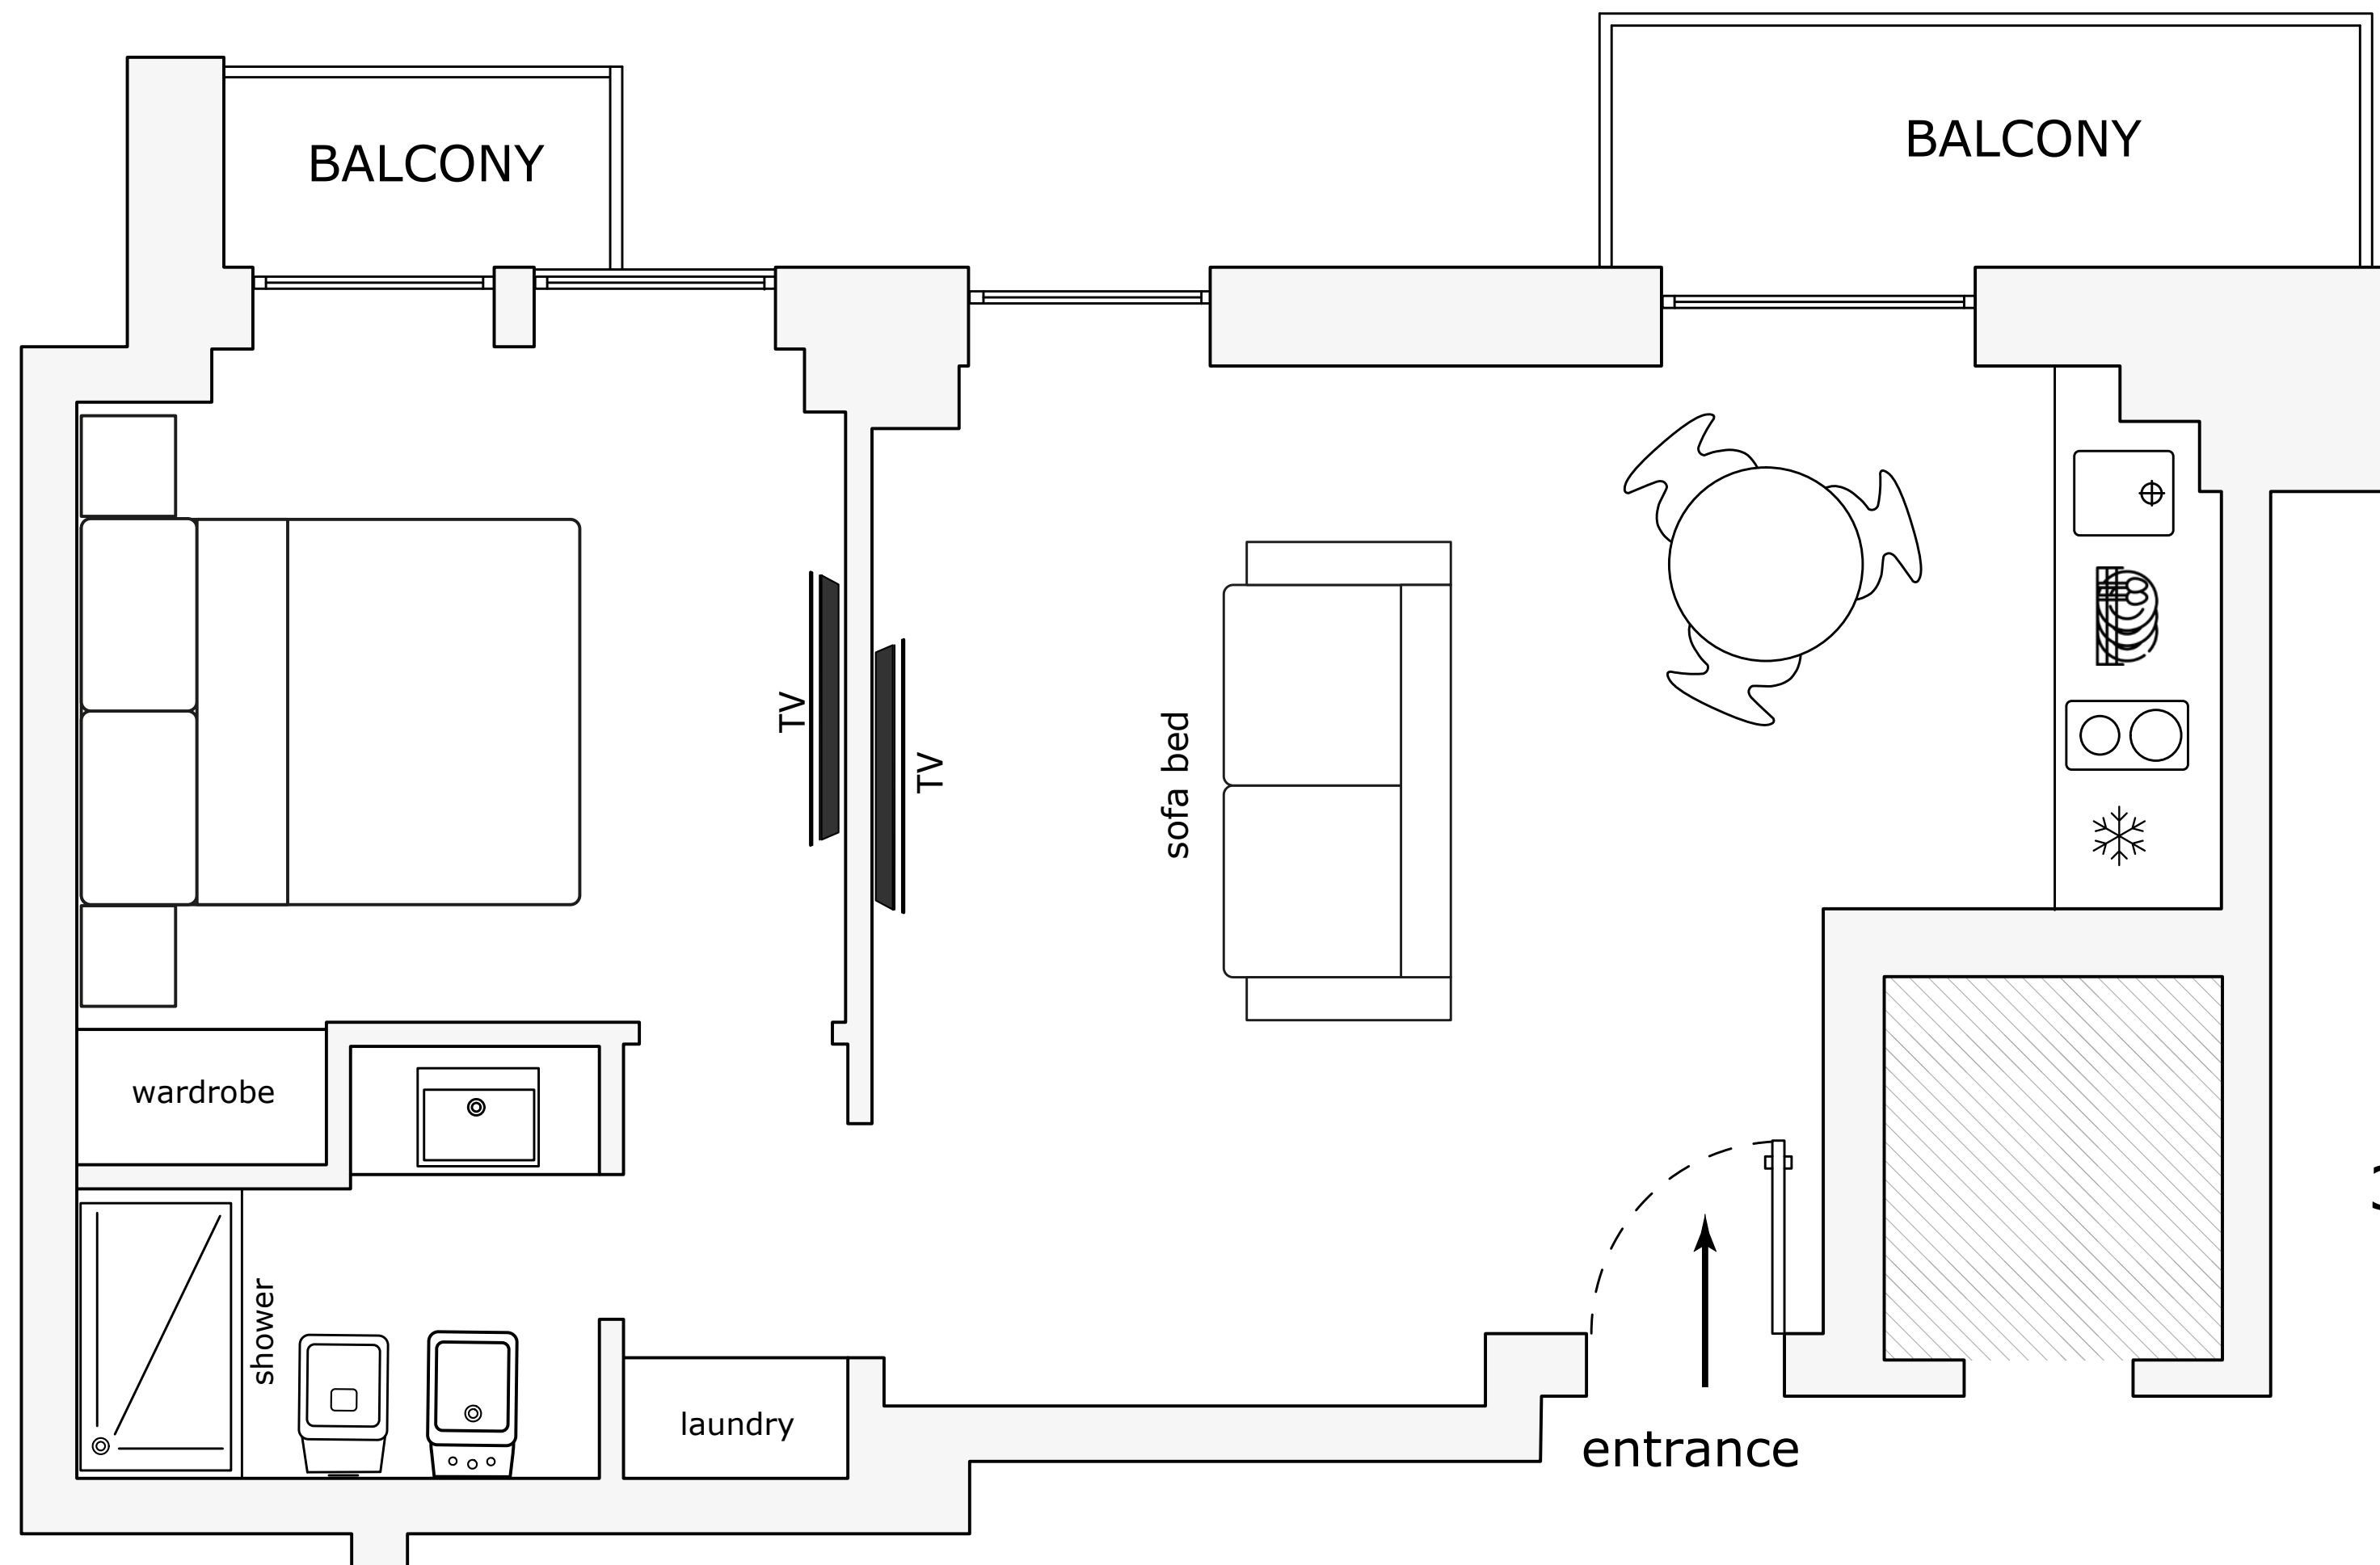 BALCONY
BALCONY
TV
TV
sofa bed
wardrobe
shower
laundry
entrance